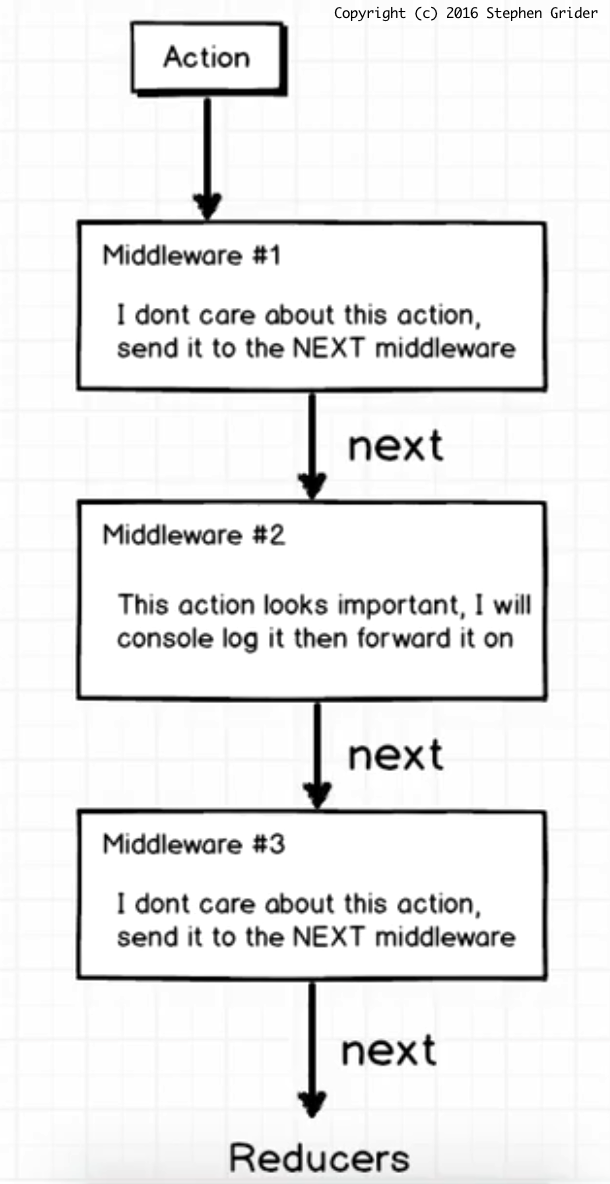 Copyright (c) 2016 Stephen Grider
Action
Middleware #1
I dont care about this action,
send it to the NEXT middleware
next
Middleware #2
This action looks important, I will
console log it then forward it on
next
Middleware #3
I dont care about this action,
send it to the NEXT middleware
next
Reducers